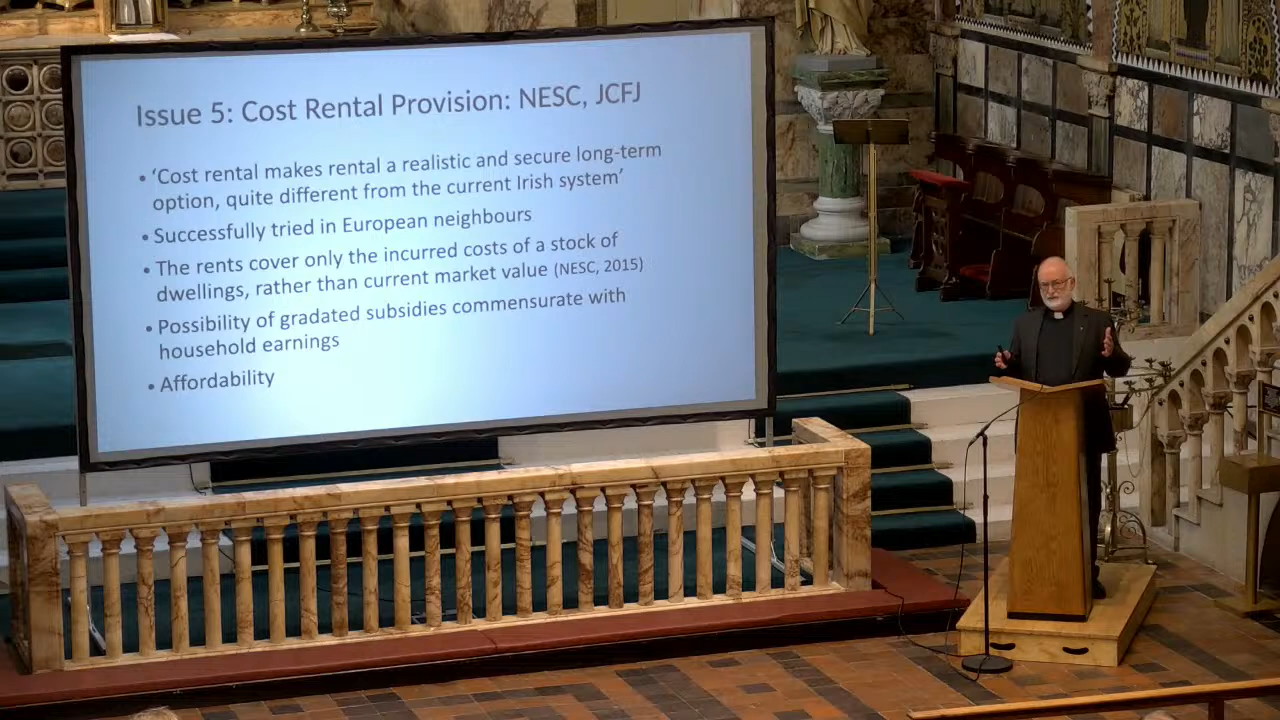 Issue 5: Cost Rental Provision: NESC, JCFJ
• ‘Cost rental makes rental a realistic and secure long-term
option, quite different from the current Irish system’
• Successfully tried in European neighbours
• The rents cover only the incurred costs of a stock of
dwellings, rather than current market value (NESC, 2015)
• Possibility of gradated subsidies commensurate with
household earnings
• Affordability